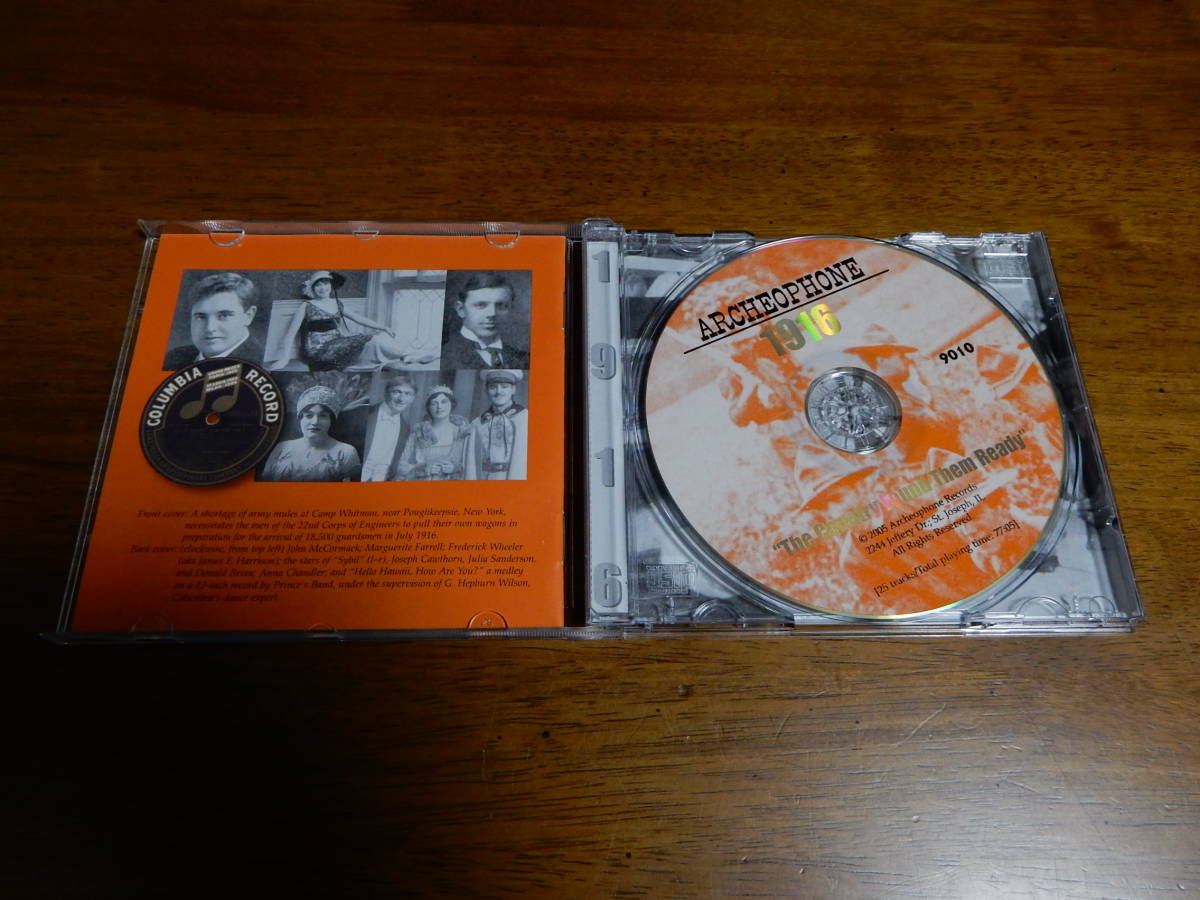 COLUMBIA RECORD
Front cover: A shortage of army mules at Camp Whitman, near Poughkeepsie, New York,
necessitates the men of the 22nd Corps of Engineers to pull their own wagons in
preparation for the arrival of 18,500 guardsmen in July 1916.
Back cover: (clockwise, from top left) John McCormack; Marguerite Farrell; Frederick Wheeler
(aka James F. Harrison); the stars of "Sybil" (l-r), Joseph Cawthorn, Julia Sanderson,
and Donald Brian; Anna Chandler; and "Hello Hawaii, How Are You?" a medley
on a 12-inch record by Prince's Band, under the supervision of G. Hepburn Wilson,
Columbia's dance expert.
1
9
1
6
ARCHEOPHONE
1916
9010
"The Country Them Ready"
© 2005 Archeophone Records
2244 Jeffery Dr.; St. Joseph, IL
All Rights Reserved
[25 tracks/Total playing time: 77:05]